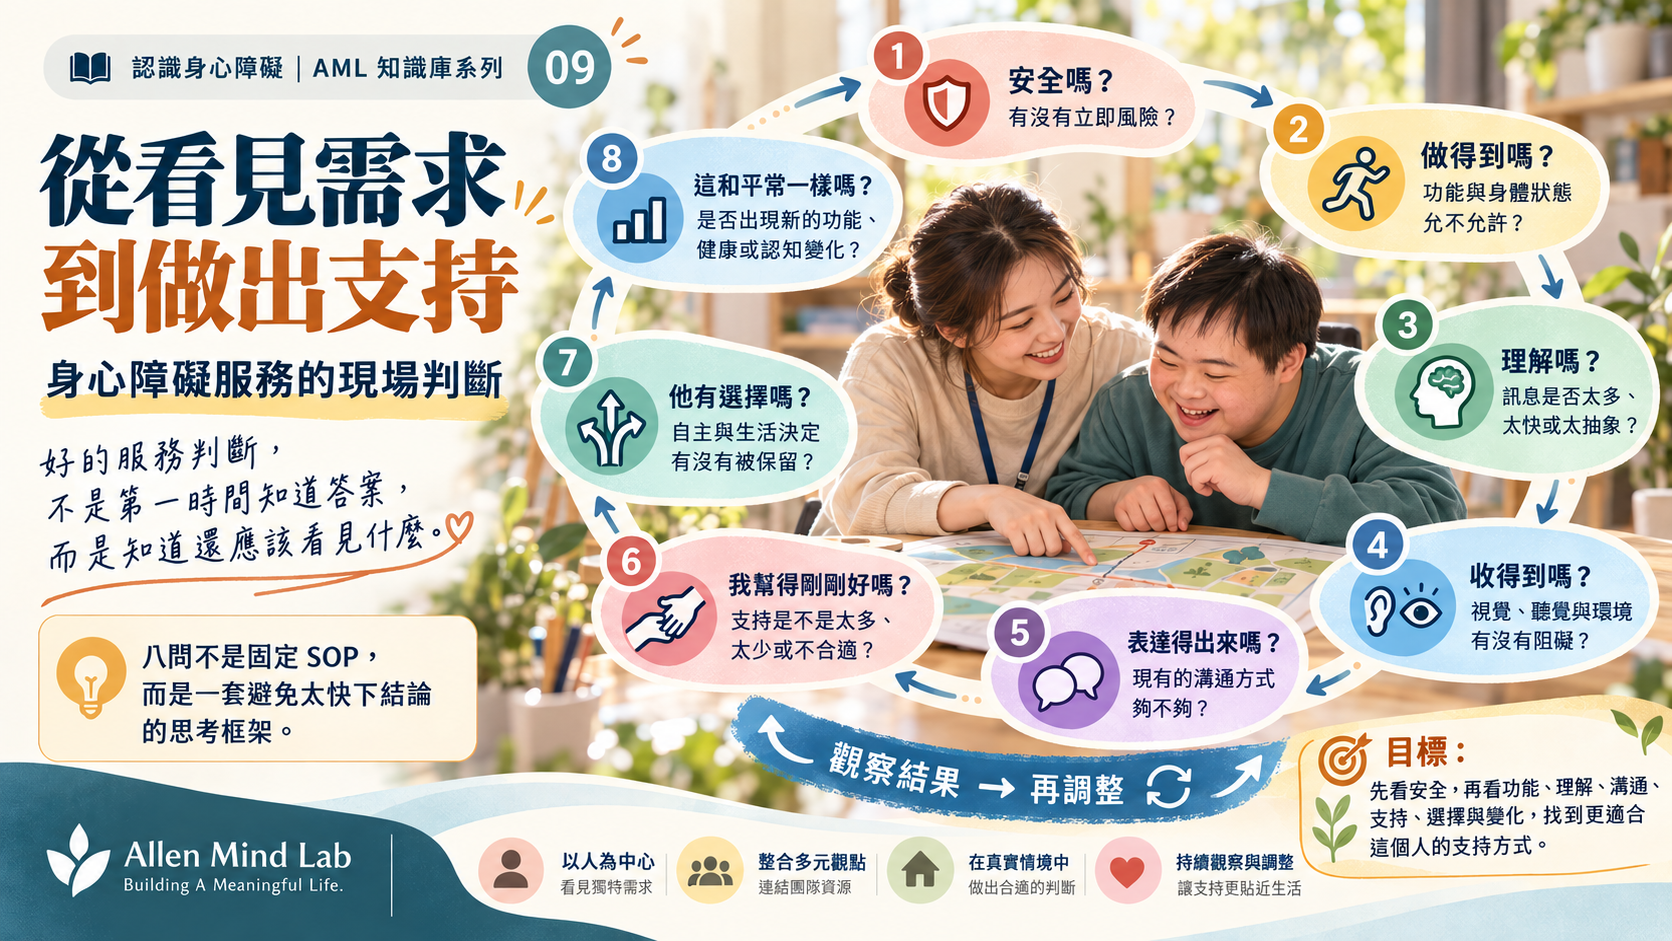 認識身心障礙｜AML 知識庫系列
09
從看見需求
到做出支持
身心障礙服務的現場判斷
好的服務判斷，
不是第一時間知道答案，
而是知道還應該看見什麼。
八問不是固定 SOP，
而是一套避免太快下結論
的思考框架。
1
安全嗎？
有沒有立即風險？
2
做得到嗎？
功能與身體狀態
允不允許？
3
理解嗎？
訊息是否太多、
太快或太抽象？
4
收得到嗎？
視覺、聽覺與環境
有沒有阻礙？
5
表達得出來嗎？
現有的溝通方式
夠不夠？
6
我幫得剛剛好嗎？
支持是不是太多、
太少或不合適？
7
他有選擇嗎？
自主與生活決定
有沒有被保留？
8
這和平常一樣嗎？
是否出現新的功能、
健康或認知變化？
觀察結果 → 再調整
目標：
先看安全，再看功能、理解、溝通、
支持、選擇與變化，找到更適合
這個人的支持方式。
Allen Mind Lab
Building A Meaningful Life.
以人為中心
看見獨特需求
整合多元觀點
連結團隊資源
在真實情境中
做出合適的判斷
持續觀察與調整
讓支持更貼近生活